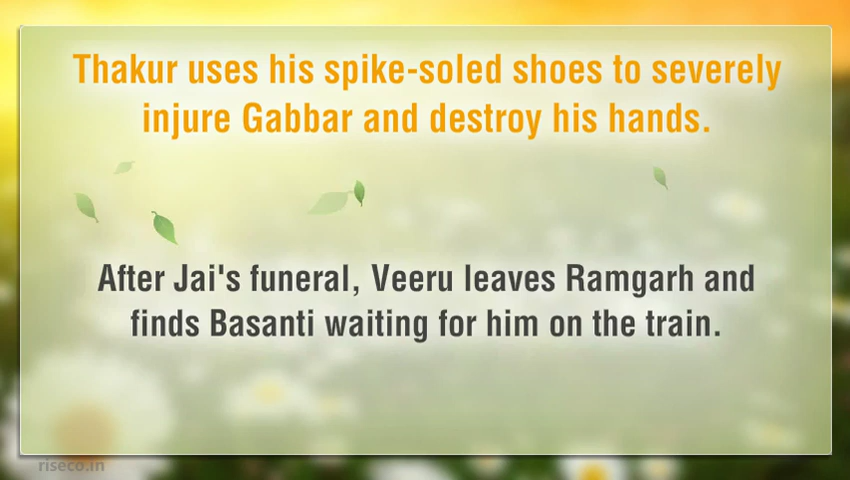 Thakur uses his spike-soled shoes to severely
injure Gabbar and destroy his hands.
After Jai's funeral, Veeru leaves Ramgarh and
finds Basanti waiting for him on the train.
riseco.in